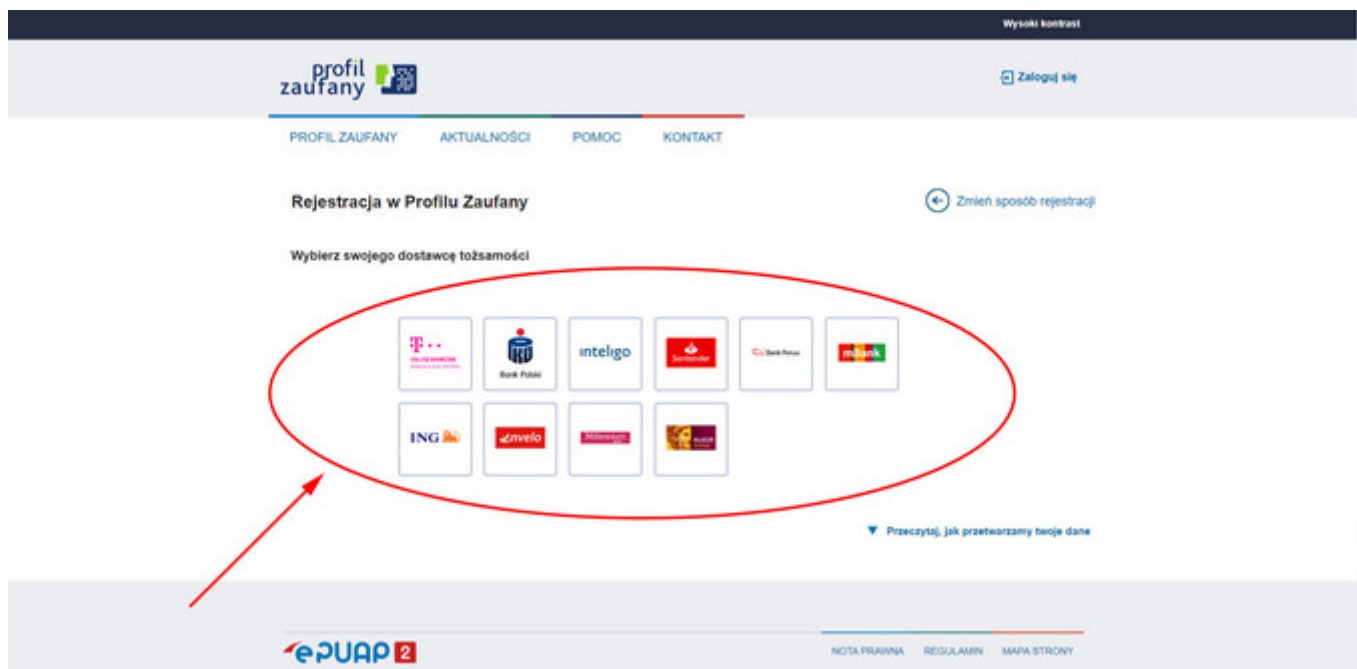 Wysoki kontrast
profil zaufany
Zaloguj się
PROFIL ZAUFANY AKTUALNOŚCI POMOC KONTAKT
Rejestracja w Profilu Zaufany
Zmień sposób rejestracji
Wybierz swojego dostawcę tożsamości
T
Bank Polski
inteligo
Santander
Bank Pekao
mBank
ING
envelo
Millennium
ALIOR
Przeczytaj, jak przetwarzamy twoje dane
ePUAP 2
NOTA PRAWNA REGULAMIN MAPA STRONY